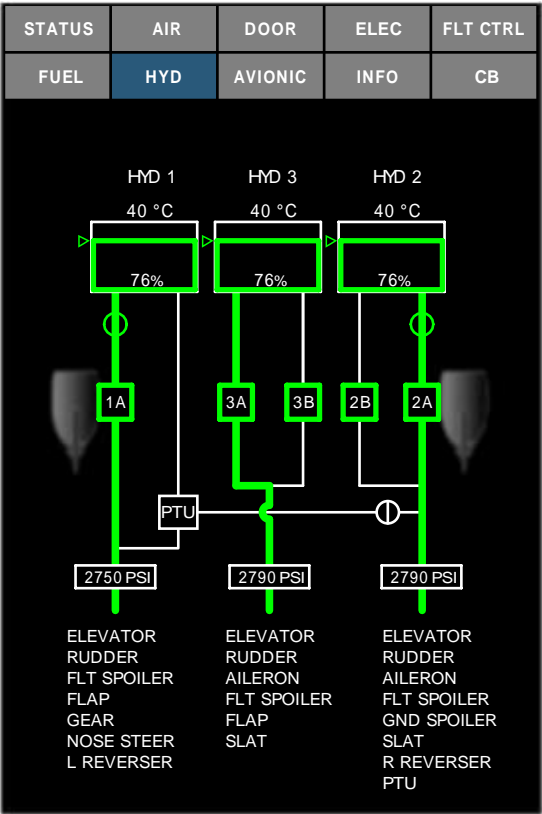 STATUS AIR DOOR ELEC FLT CTRL
FUEL HYD AVIONIC INFO CB
HYD 1 HYD 3 HYD 2
40 °C 40 °C 40 °C
76% 76% 76%
1A 3A 3B 2B 2A
PTU
2750 PSI 2790 PSI 2790 PSI
ELEVATOR ELEVATOR ELEVATOR
RUDDER RUDDER RUDDER
FLT SPOILER AILERON AILERON
FLAP FLT SPOILER FLT SPOILER
GEAR FLAP GND SPOILER
NOSE STEER SLAT SLAT
L REVERSER R REVERSER
PTU